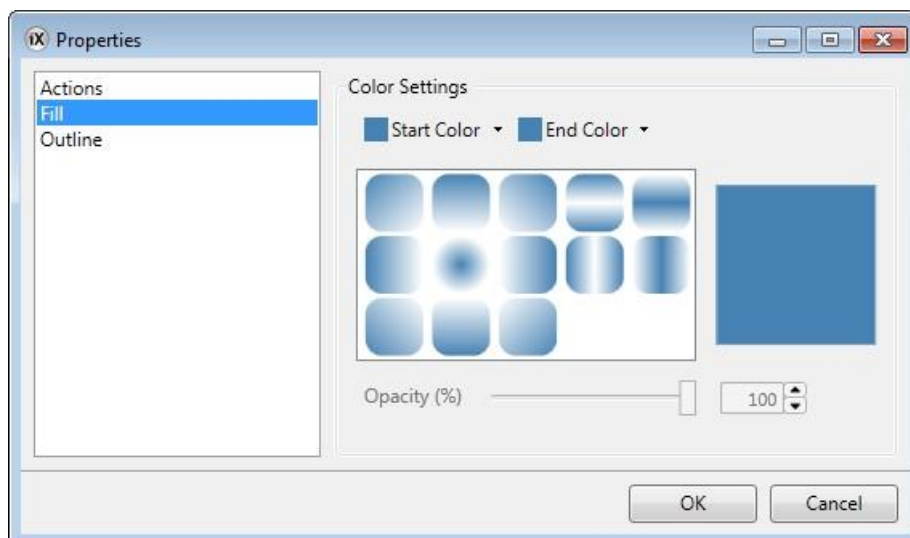 iX Properties
Actions
Fill
Outline
Color Settings
Start Color End Color
Opacity (%) 100
OK Cancel